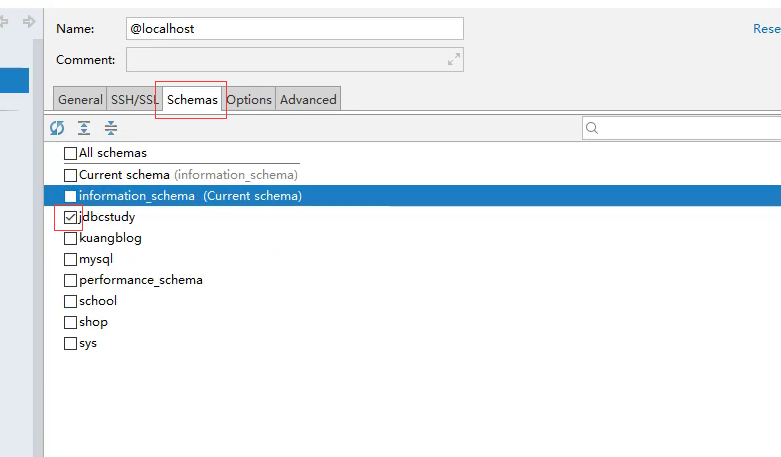 Name: @localhost Rese
Comment:
General SSH/SSL Schemas Options Advanced
All schemas
Current schema (information_schema)
information_schema (Current schema)
jdbcstudy
kuangblog
mysql
performance_schema
school
shop
sys